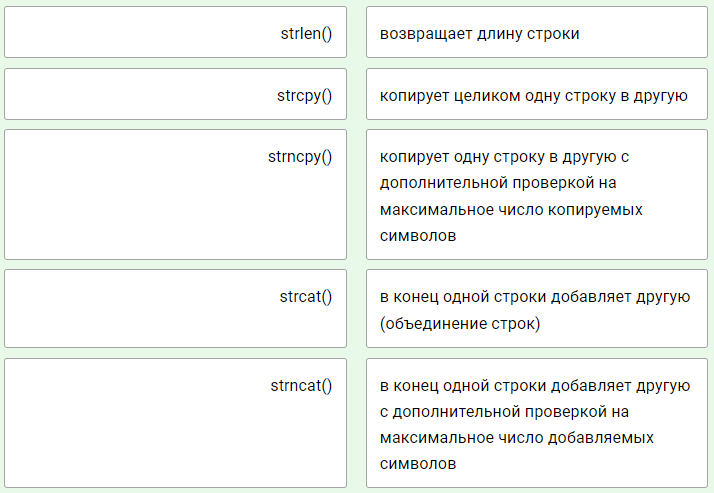 strlen() возвращает длину строки
strcpy() копирует целиком одну строку в другую
strncpy() копирует одну строку в другую с
дополнительной проверкой на
максимальное число копируемых
символов
strcat() в конец одной строки добавляет другую
(объединение строк)
strncat() в конец одной строки добавляет другую
с дополнительной проверкой на
максимальное число добавляемых
символов